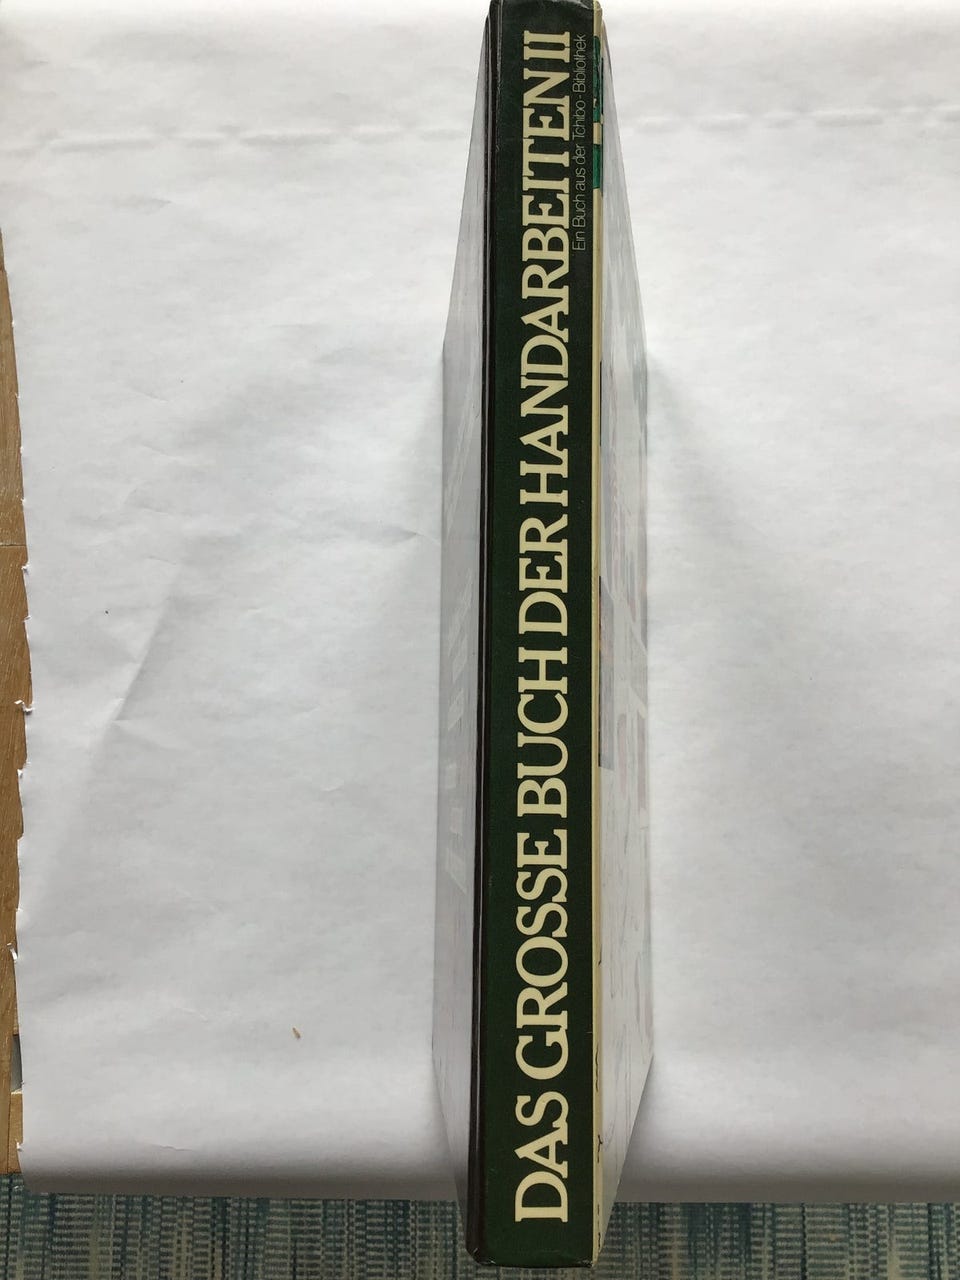 DAS GROSSE BUCH DER HANDARBEITEN II
Ein Buch aus der Tchibo-Bibliothek